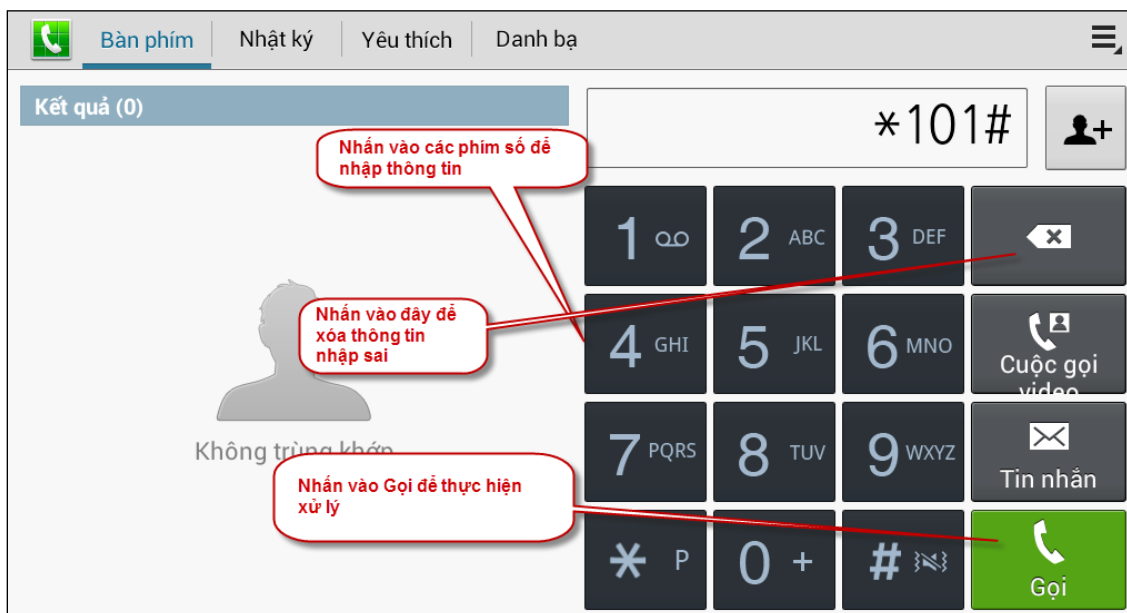 Bàn phím Nhật ký Yêu thích Danh bạ
Kết quả (0)
*101#
Nhấn vào các phím số để
nhập thông tin
1 2 ABC 3 DEF
Nhấn vào đây để
xóa thông tin
nhập sai
4 GHI 5 JKL 6 MNO
Cuộc gọi
video
Không trùng khớp
7 PQRS 8 TUV 9 WXYZ
Tin nhắn
Nhấn vào Gọi để thực hiện
xử lý
* P 0 + #
Gọi